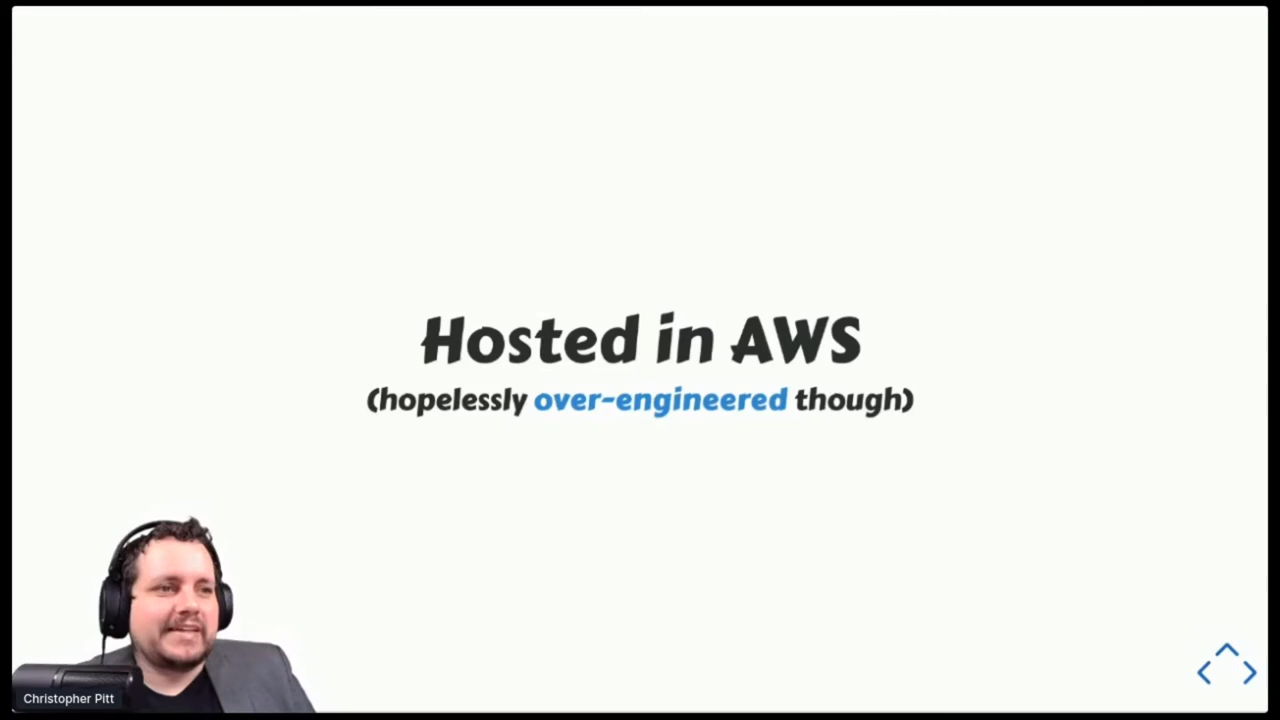 Hosted in AWS
(hopelessly over-engineered though)
Christopher Pitt